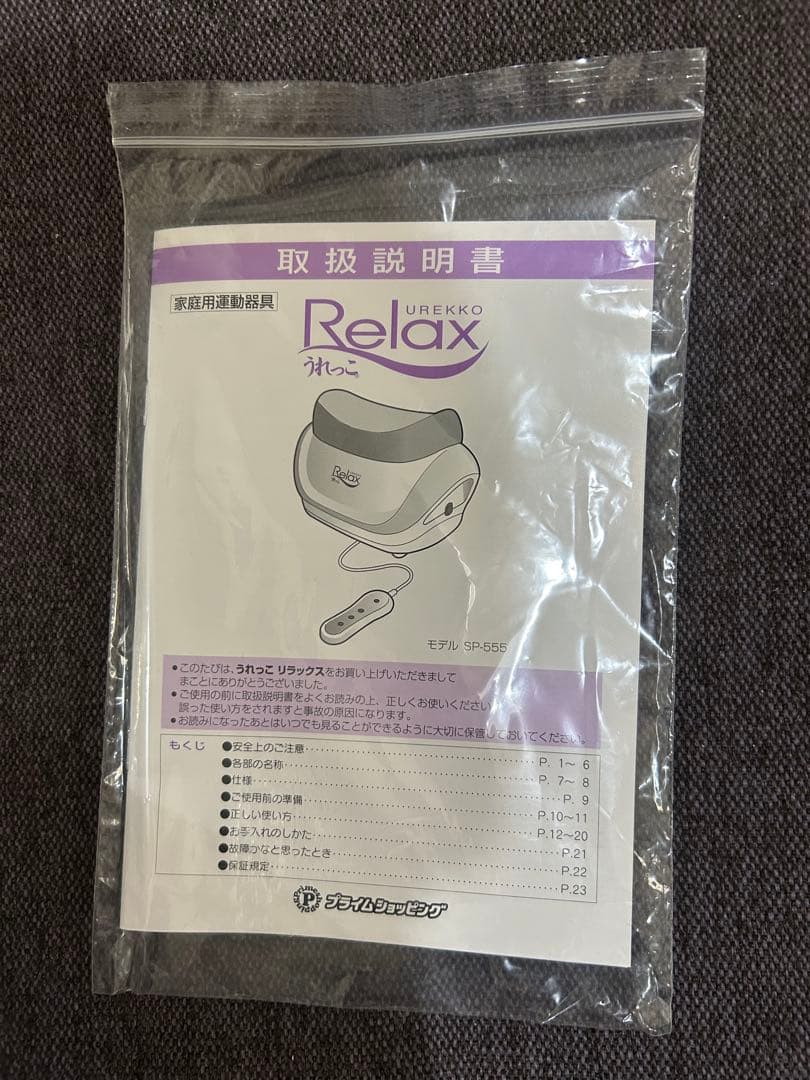 取扱説明書
家庭用運動器具
UREKKO
Relax
うれっこ
Relax
モデル SP-555
●このたびは、うれっこ リラックスをお買い上げいただきまして
まことにありがとうございました。
●ご使用の前に取扱説明書をよくお読みの上、正しくお使いください
誤った使い方をされますと事故の原因になります。
●お読みになったあとはいつでも見ることができるように大切に保管しておいてください。
もくじ
●安全上のご注意 P. 1〜 6
●各部の名称 P. 7〜 8
●仕様 P. 9
●ご使用前の準備 P.10〜11
●正しい使い方 P.12〜20
●お手入れのしかた P.21
●故障かなと思ったとき P.22
●保証規定 P.23
プライムショッピング